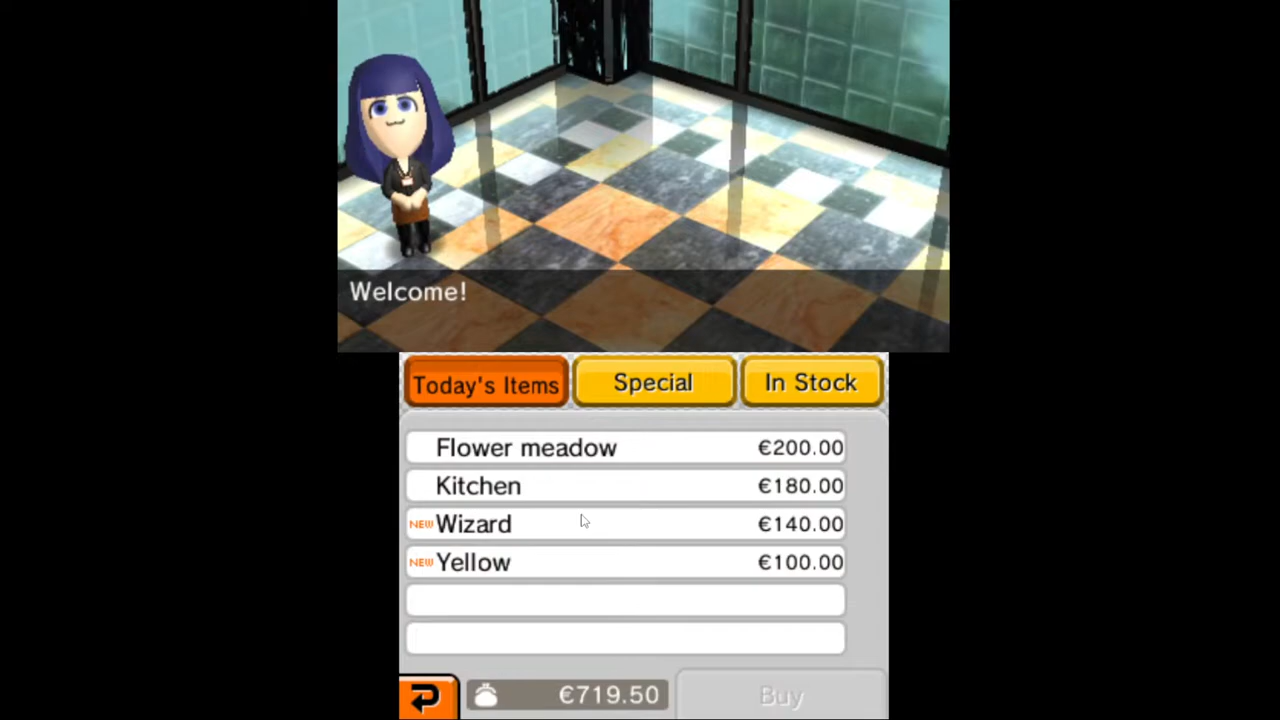 Welcome!
Today's Items Special In Stock
Flower meadow €200.00
Kitchen €180.00
NEW Wizard €140.00
NEW Yellow €100.00
€719.50 Buy